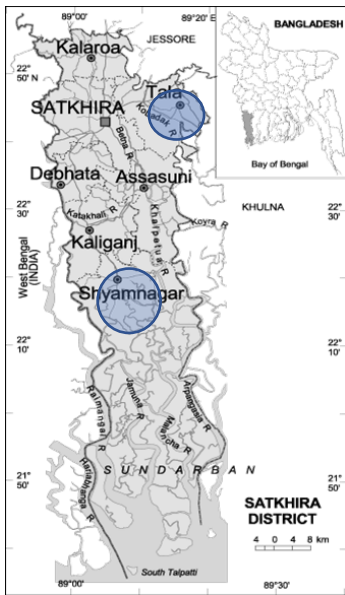 89°00'
89°20' E
BANGLADESH
Bay of Bengal
JESSORE
Kalaroa
22°
50' N
Tala
SATKHIRA
Betna R
Debhata
Assasuni
22°
30'
22°
30'
KHULNA
Katakhali R
Kholpetua R
Koyra R
Kaliganj
West Bengal
(INDIA)
Shyamnagar
22°
10'
22°
10'
Raimangal R
Jamuna R
Malancha R
Arpangasia R
Hariabhanga R
SUNDARBAN
21°
50'
21°
50'
SATKHIRA
DISTRICT
4 0 4 8 km
South Talpatti
89°00'
89°30'